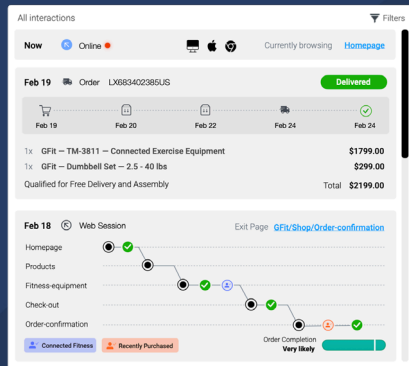 All interactions
Filters
Now Online Currently browsing Homepage
Feb 19 Order LX683402385US Delivered
Feb 19 Feb 20 Feb 22 Feb 24 Feb 24
1x GFit — TM-3811 — Connected Exercise Equipment $1799.00
1x GFit — Dumbbell Set — 2.5 - 40 lbs $299.00
Qualified for Free Delivery and Assembly Total $2199.00
Feb 18 Web Session Exit Page GFit/Shop/Order-confirmation
Homepage
Products
Fitness-equipment
Check-out
Order-confirmation
Connected Fitness Recently Purchased
Order Completion
Very likely